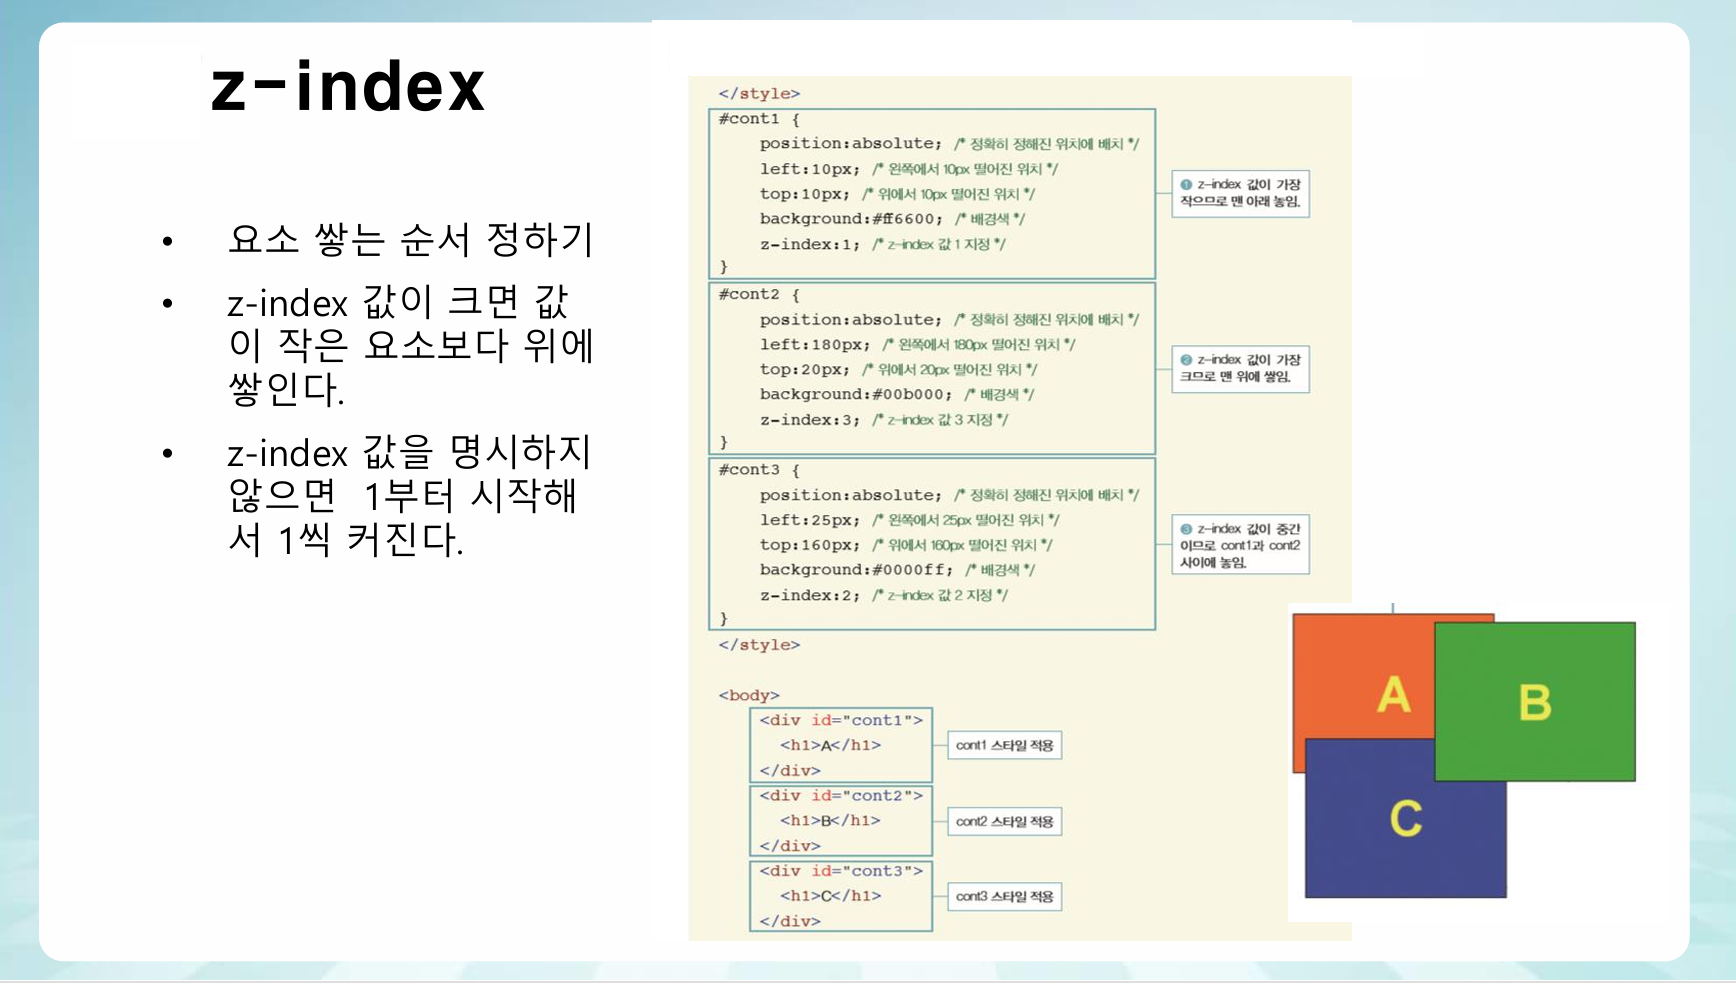 z-index
• 요소 쌓는 순서 정하기
• z-index 값이 크면 값
이 작은 요소보다 위에
쌓인다.
• z-index 값을 명시하지
않으면 1부터 시작해
서 1씩 커진다.
</style>
#cont1 {
position:absolute; /* 정확히 정해진 위치에 배치 */
left:10px; /* 왼쪽에서 10px 떨어진 위치 */
top:10px; /* 위에서 10px 떨어진 위치 */
background:#ff6600; /* 배경색 */
z-index:1; /* z-index 값 1 지정 */
}
❶ z-index 값이 가장
작으므로 맨 아래 놓임.
#cont2 {
position:absolute; /* 정확히 정해진 위치에 배치 */
left:180px; /* 왼쪽에서 180px 떨어진 위치 */
top:20px; /* 위에서 20px 떨어진 위치 */
background:#00b000; /* 배경색 */
z-index:3; /* z-index 값 3 지정 */
}
❷ z-index 값이 가장
크므로 맨 위에 쌓임.
#cont3 {
position:absolute; /* 정확히 정해진 위치에 배치 */
left:25px; /* 왼쪽에서 25px 떨어진 위치 */
top:160px; /* 위에서 160px 떨어진 위치 */
background:#0000ff; /* 배경색 */
z-index:2; /* z-index 값 2 지정 */
}
❸ z-index 값이 중간
이므로 cont1과 cont2
사이에 놓임.
</style>
<body>
<div id="cont1">
<h1>A</h1>
</div>
cont1 스타일 적용
<div id="cont2">
<h1>B</h1>
</div>
cont2 스타일 적용
<div id="cont3">
<h1>C</h1>
</div>
cont3 스타일 적용
A
B
C